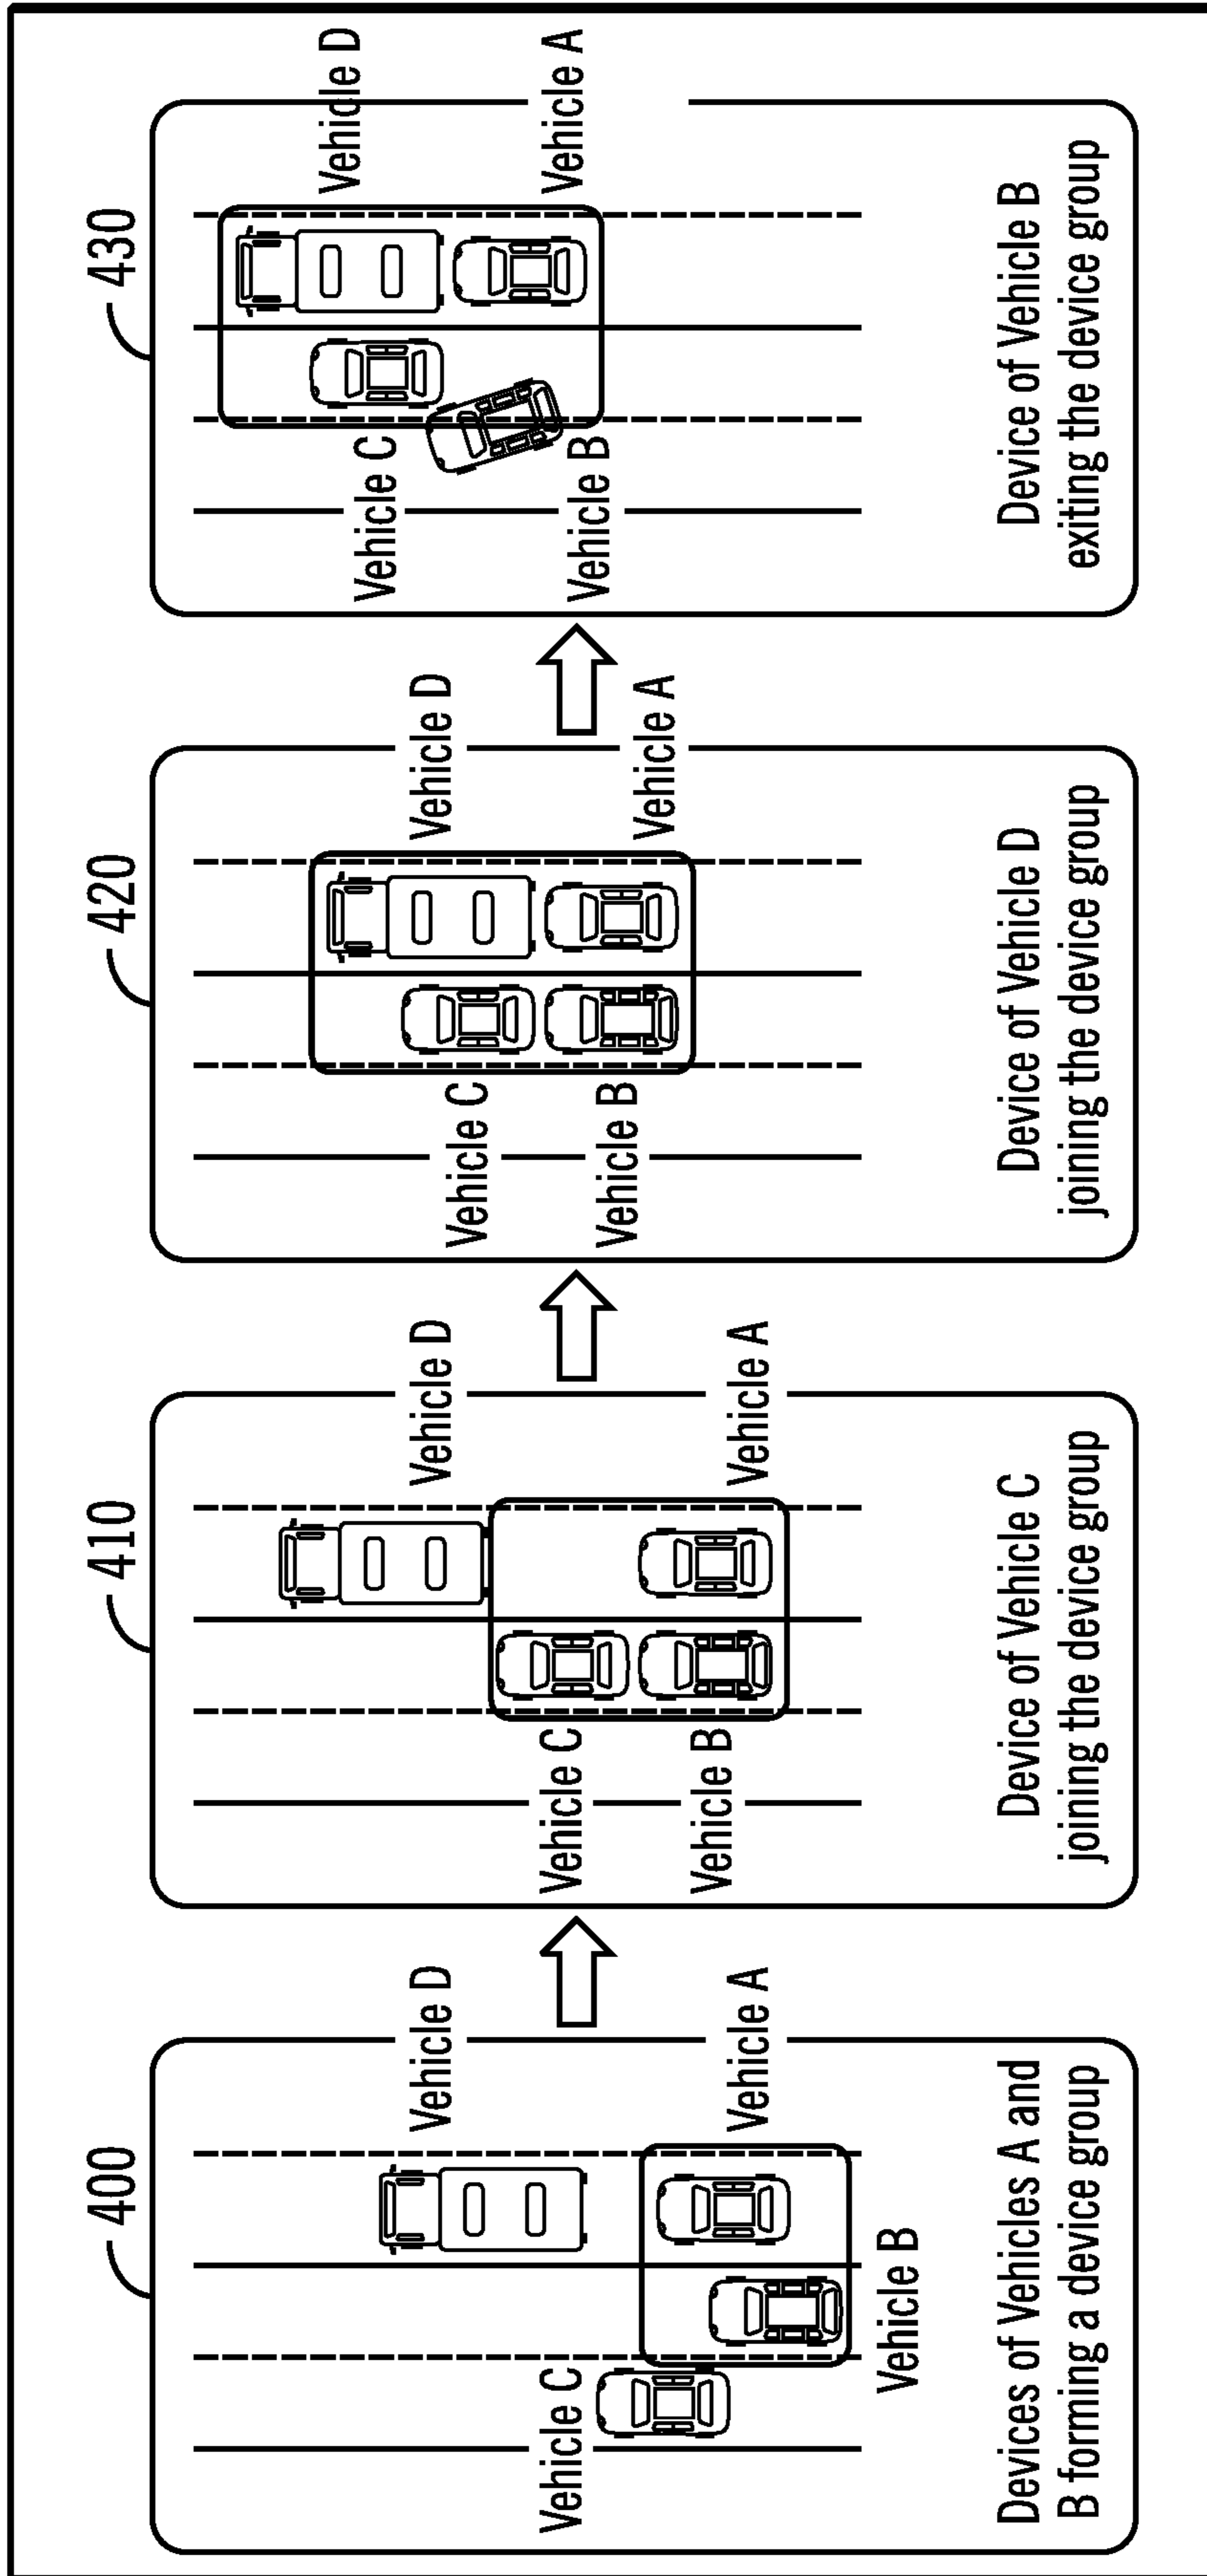 400
Vehicle D
Vehicle C
Vehicle A
Vehicle B
Devices of Vehicles A and
B forming a device group
410
Vehicle D
Vehicle C
Vehicle B
Vehicle A
Device of Vehicle C
joining the device group
420
Vehicle D
Vehicle C
Vehicle B
Vehicle A
Device of Vehicle D
joining the device group
430
Vehicle D
Vehicle C
Vehicle A
Vehicle B
Device of Vehicle B
exiting the device group